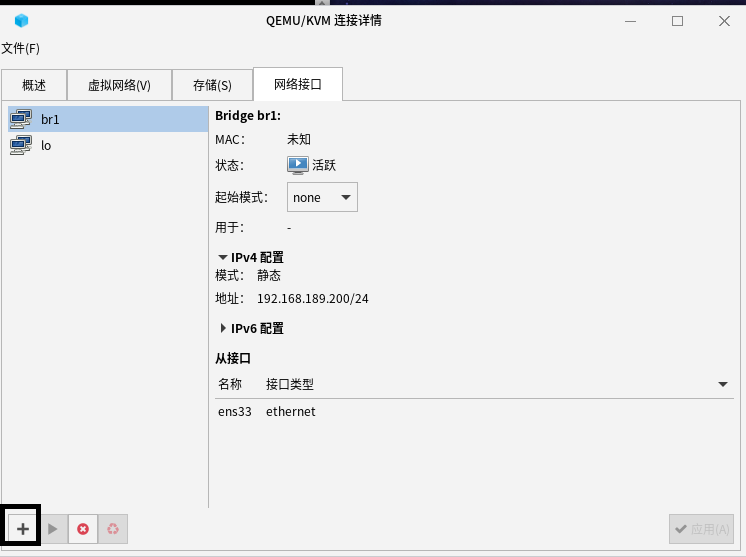 QEMU/KVM 连接详情
文件(F)
概述 虚拟网络(V) 存储(S) 网络接口
br1
lo
Bridge br1:
MAC: 未知
状态: 活跃
起始模式: none
用于: -
IPv4 配置
模式: 静态
地址: 192.168.189.200/24
IPv6 配置
从接口
名称 接口类型
ens33 ethernet
应用(A)